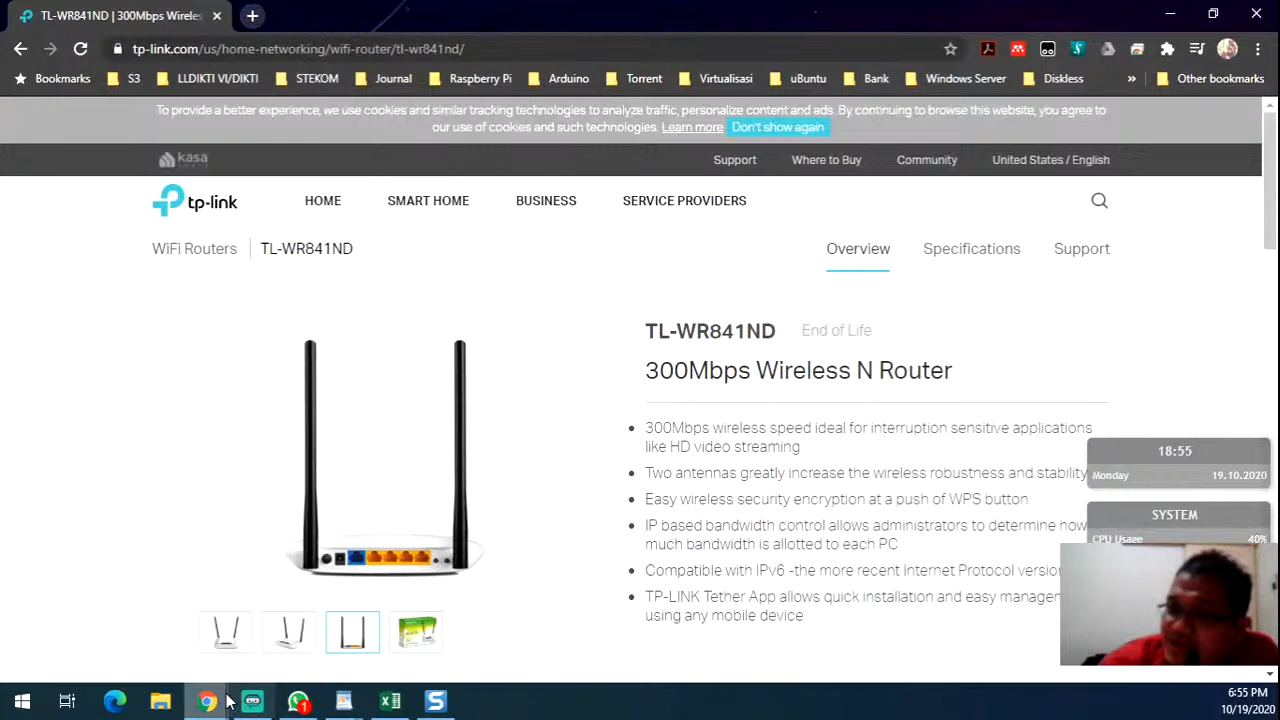 TL-WR841ND | 300Mbps Wireles
tp-link.com/us/home-networking/wifi-router/tl-wr841nd/
Bookmarks S3 LLDIKTI VI/DIKTI STEKOM Journal Raspberry Pi Arduino Torrent Virtualisasi uBuntu Bank Windows Server Diskless » Other bookmarks
To provide a better experience, we use cookies and similar tracking technologies to analyze traffic, personalize content and ads. By continuing to browse this website, you agree to
our use of cookies and such technologies. Learn more Don't show again
kasa Support Where to Buy Community United States / English
tp-link HOME SMART HOME BUSINESS SERVICE PROVIDERS
WiFi Routers TL-WR841ND Overview Specifications Support
TL-WR841ND End of Life
300Mbps Wireless N Router
• 300Mbps wireless speed ideal for interruption sensitive applications
like HD video streaming
• Two antennas greatly increase the wireless robustness and stability
• Easy wireless security encryption at a push of WPS button
• IP based bandwidth control allows administrators to determine how
much bandwidth is allotted to each PC
• Compatible with IPv6 -the more recent Internet Protocol version
• TP-LINK Tether App allows quick installation and easy managem
using any mobile device
18:55
Monday 19.10.2020
SYSTEM
CPU Usage 40%
1
6:55 PM
10/19/2020